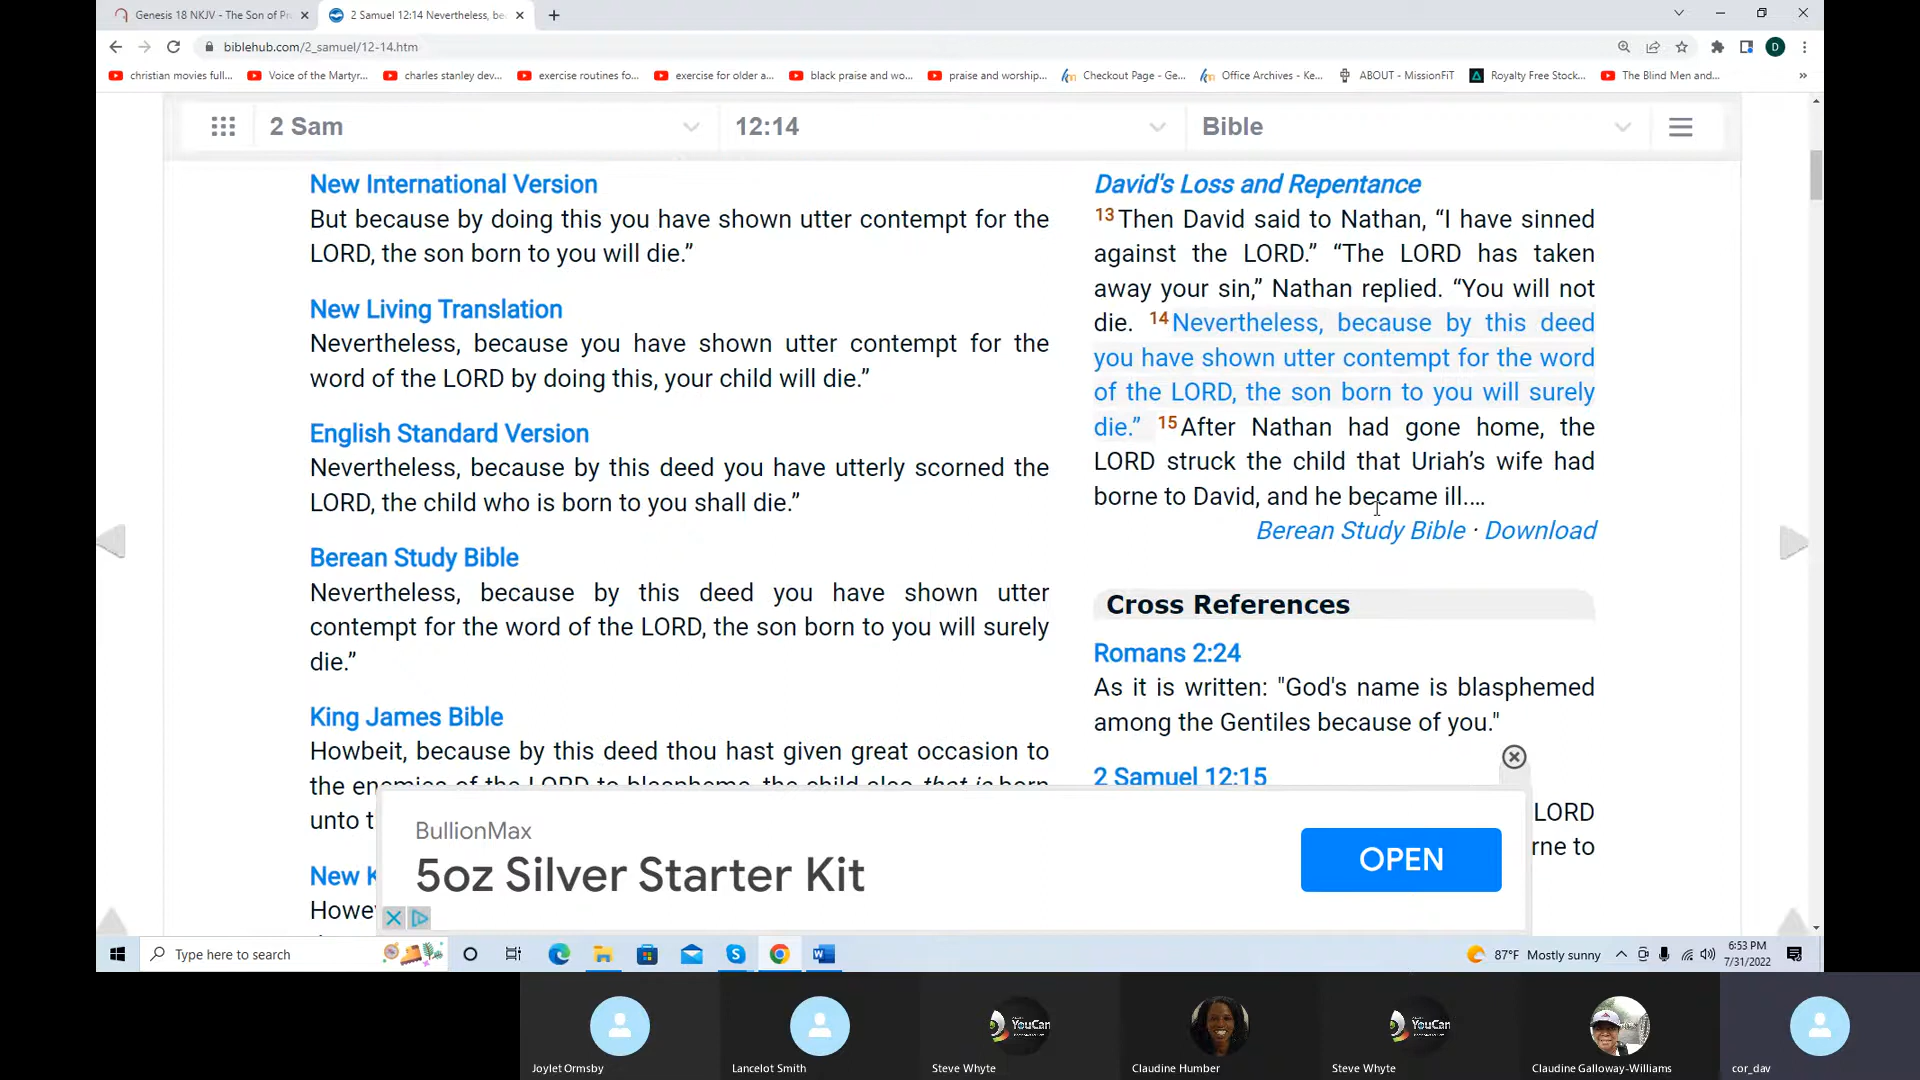 Genesis 18 NKJV - The Son of Pr
2 Samuel 12:14 Nevertheless, be
biblehub.com/2_samuel/12-14.htm
D
christian movies full...
Voice of the Martyr...
charles stanley dev...
exercise routines fo...
exercise for older a...
black praise and wo...
praise and worship...
Checkout Page - Ge...
Office Archives - Ke...
ABOUT - MissionFiT
Royalty Free Stock...
The Blind Men and...
2 Sam
12:14
Bible
New International Version
But because by doing this you have shown utter contempt for the
LORD, the son born to you will die.”
New Living Translation
Nevertheless, because you have shown utter contempt for the
word of the LORD by doing this, your child will die.”
English Standard Version
Nevertheless, because by this deed you have utterly scorned the
LORD, the child who is born to you shall die.”
Berean Study Bible
Nevertheless, because by this deed you have shown utter
contempt for the word of the LORD, the son born to you will surely
die.”
King James Bible
Howbeit, because by this deed thou hast given great occasion to
the enemies of the LORD to blaspheme, the child also that is born
unto t
New K
Howe
David's Loss and Repentance
13 Then David said to Nathan, “I have sinned
against the LORD.” “The LORD has taken
away your sin,” Nathan replied. “You will not
die. 14 Nevertheless, because by this deed
you have shown utter contempt for the word
of the LORD, the son born to you will surely
die.” 15 After Nathan had gone home, the
LORD struck the child that Uriah’s wife had
borne to David, and he became ill.…
Berean Study Bible · Download
Cross References
Romans 2:24
As it is written: "God's name is blasphemed
among the Gentiles because of you."
2 Samuel 12:15
LORD
rne to
BullionMax
5oz Silver Starter Kit
OPEN
Type here to search
87°F Mostly sunny
6:53 PM
7/31/2022
YouCan
YouCan
Joylet Ormsby
Lancelot Smith
Steve Whyte
Claudine Humber
Steve Whyte
Claudine Galloway-Williams
cor_dav